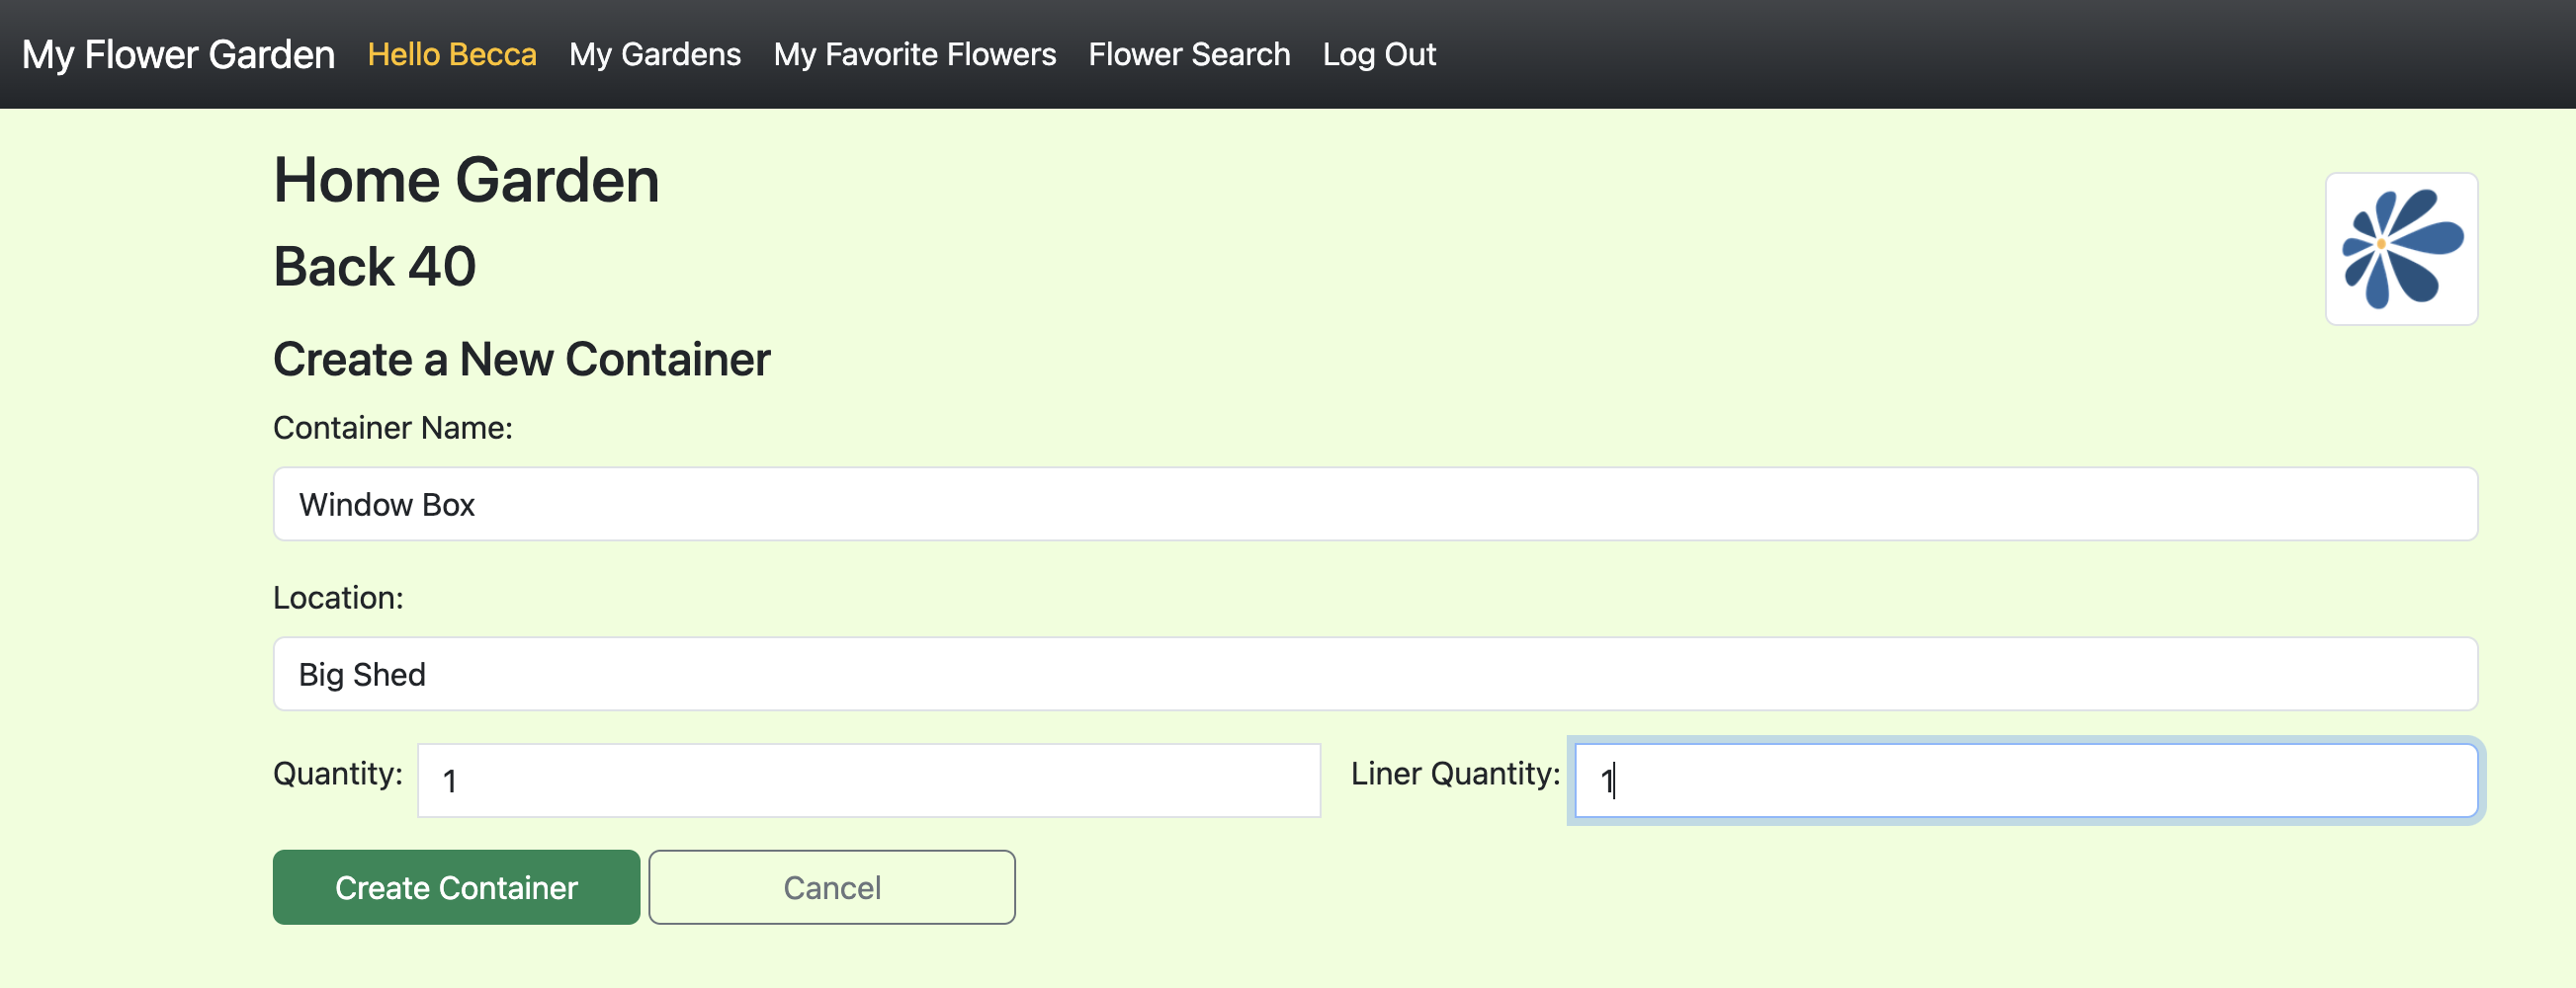 My Flower Garden Hello Becca My Gardens My Favorite Flowers Flower Search Log Out
Home Garden
Back 40
Create a New Container
Container Name:
Window Box
Location:
Big Shed
Quantity: 1 Liner Quantity: 1
Create Container Cancel